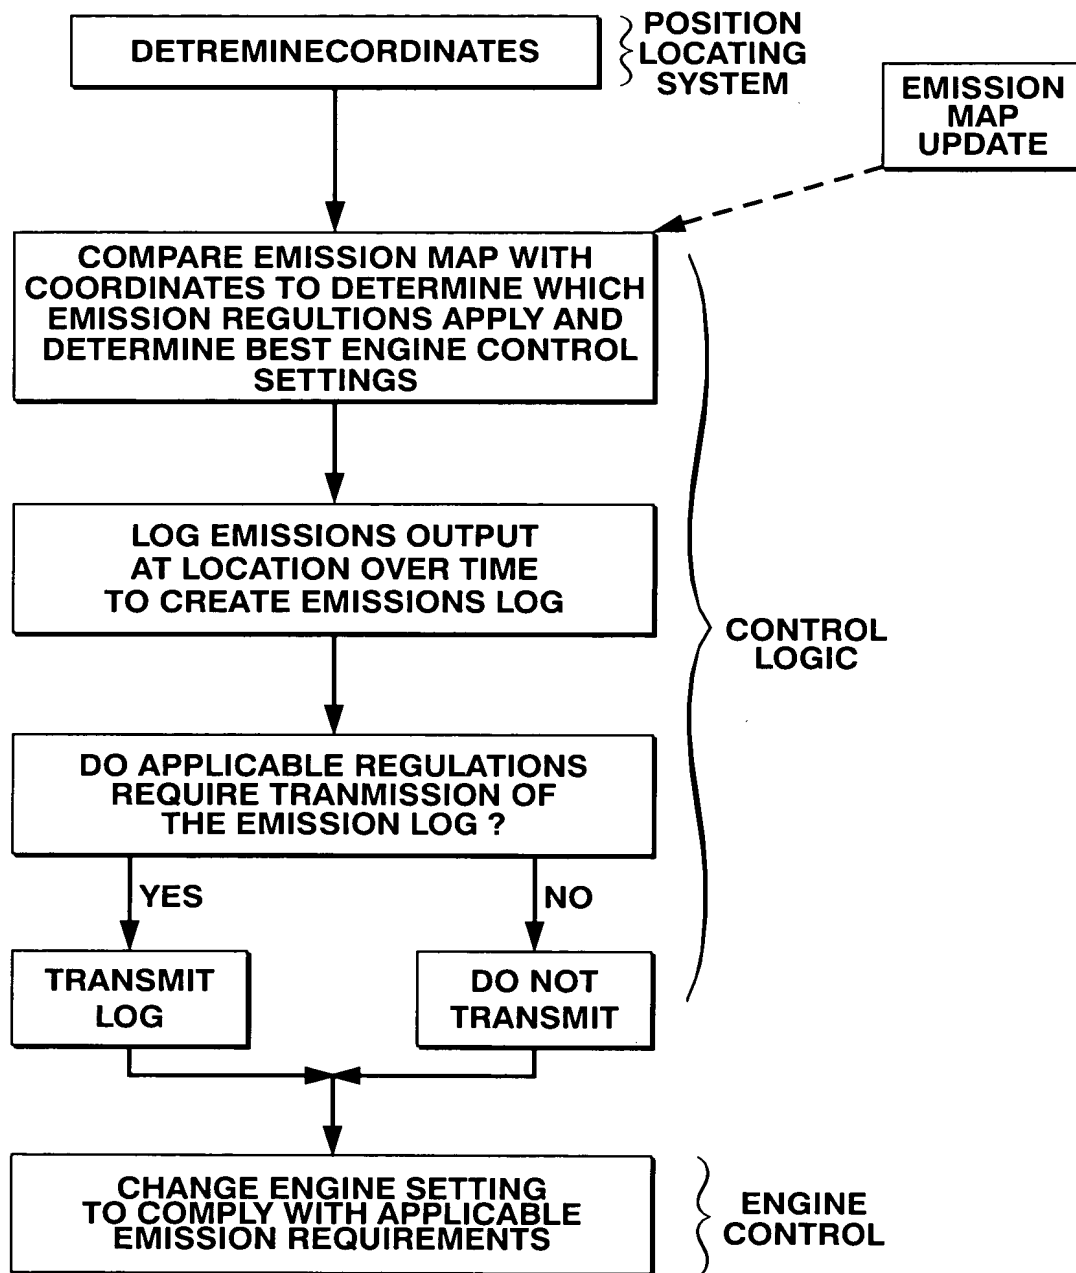 DETREMINECORDINATES
POSITION
LOCATING
SYSTEM
EMISSION
MAP
UPDATE
COMPARE EMISSION MAP WITH
COORDINATES TO DETERMINE WHICH
EMISSION REGULTIONS APPLY AND
DETERMINE BEST ENGINE CONTROL
SETTINGS
LOG EMISSIONS OUTPUT
AT LOCATION OVER TIME
TO CREATE EMISSIONS LOG
CONTROL
LOGIC
DO APPLICABLE REGULATIONS
REQUIRE TRANMISSION OF
THE EMISSION LOG ?
YES
NO
TRANSMIT
LOG
DO NOT
TRANSMIT
CHANGE ENGINE SETTING
TO COMPLY WITH APPLICABLE
EMISSION REQUIREMENTS
ENGINE
CONTROL